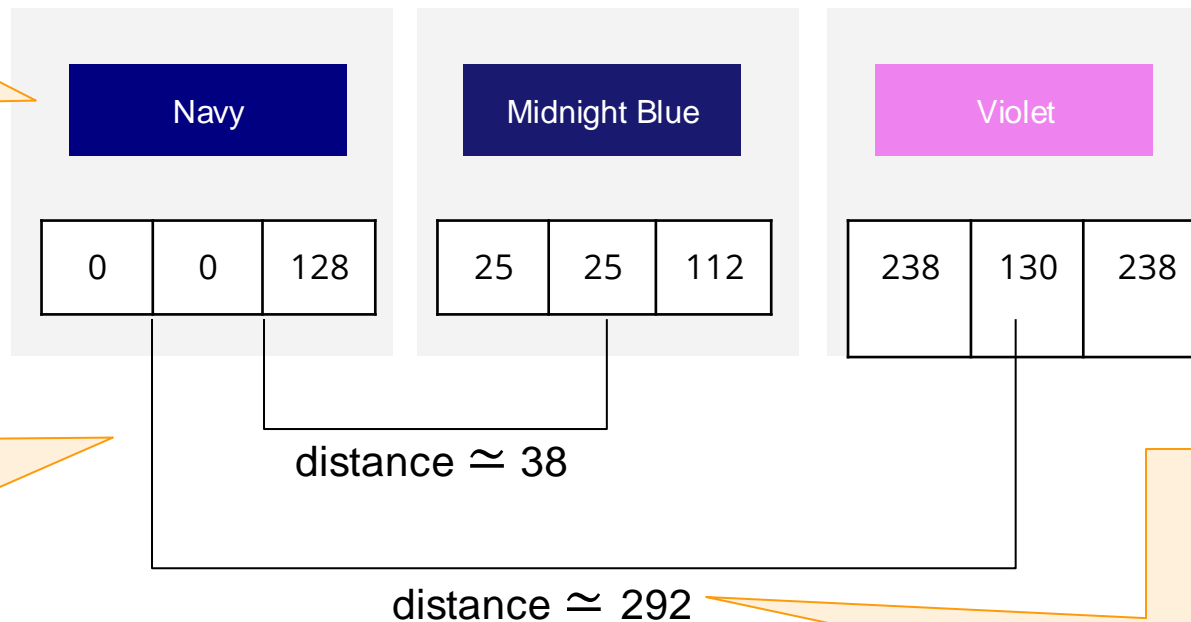 Navy
Midnight Blue
Violet
0 0 128
25 25 112
238 130 238
distance ≃ 38
distance ≃ 292